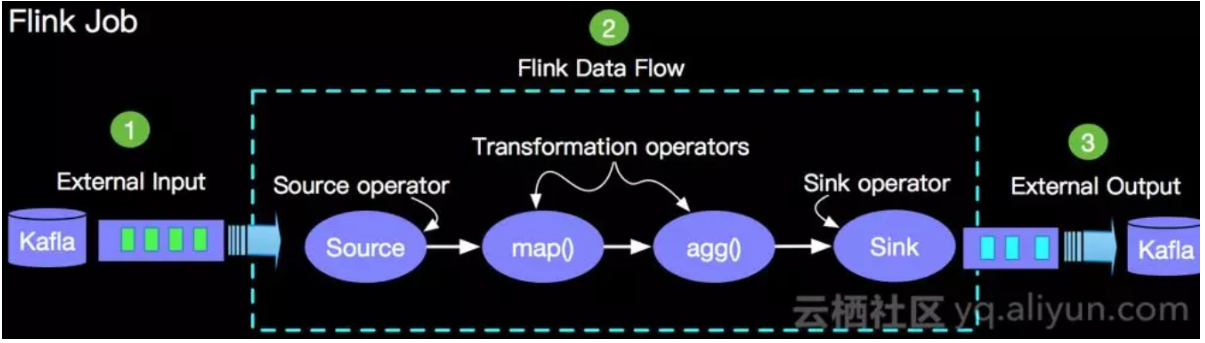 Flink Job
2
Flink Data Flow
1
Transformation operators
3
External Input
Source operator
Sink operator
External Output
Kafla
Source
map()
agg()
Sink
Kafla
云栖社区 yq.aliyun.com